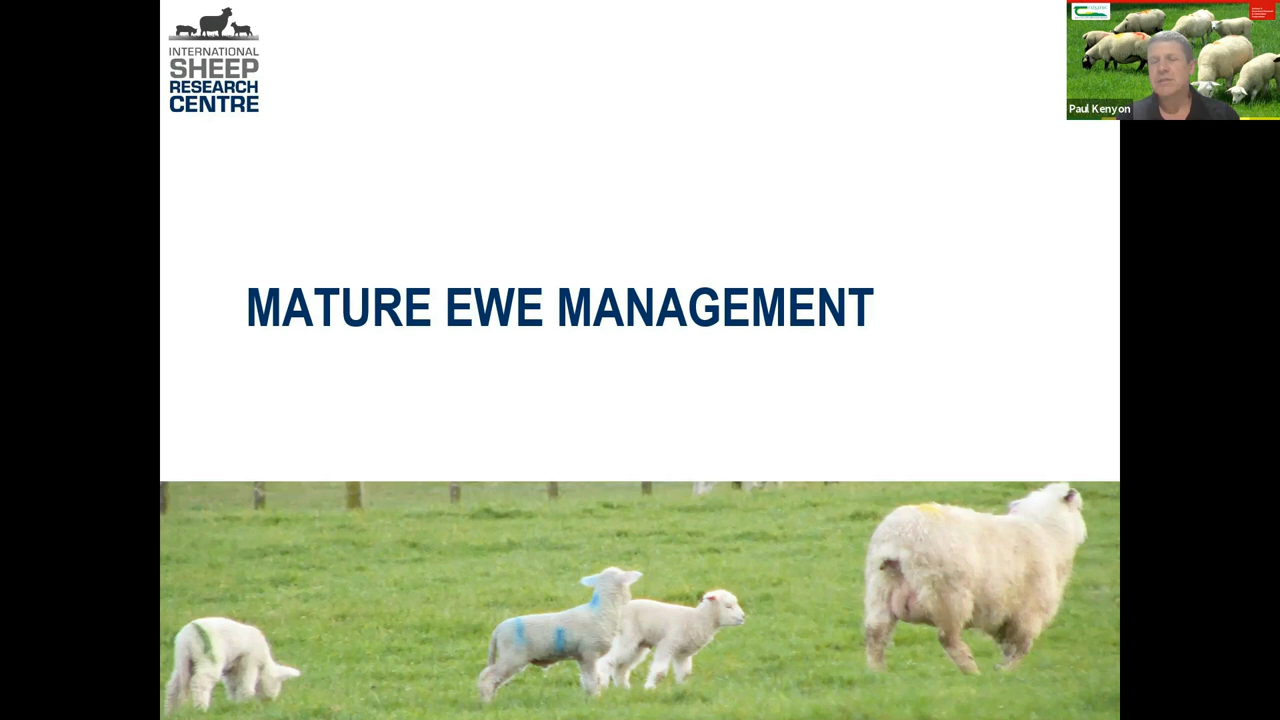 INTERNATIONAL
SHEEP
RESEARCH
CENTRE
Paul Kenyon
MATURE EWE MANAGEMENT